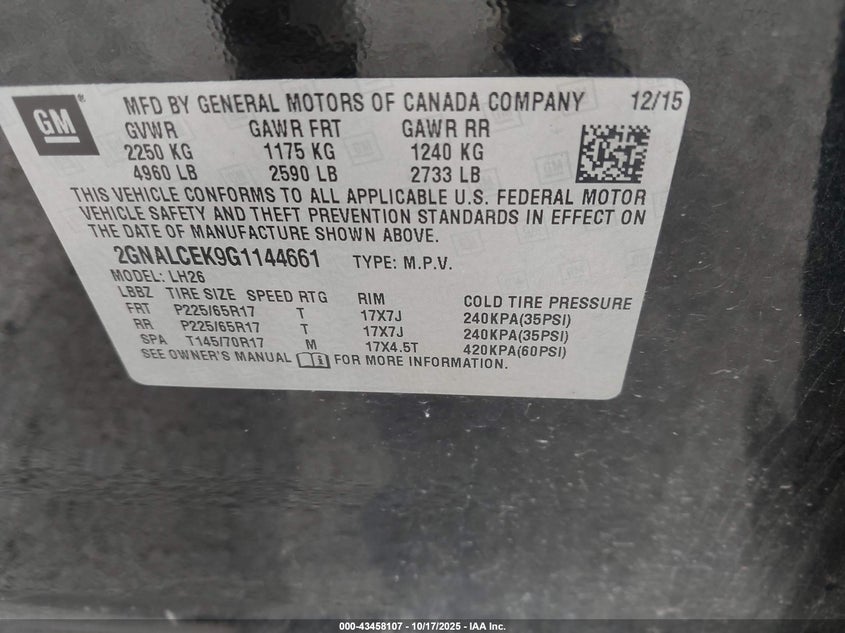 GM ® MFD BY GENERAL MOTORS OF CANADA COMPANY 12/15
GVWR GAWR FRT GAWR RR
2250 KG 1175 KG 1240 KG
4960 LB 2590 LB 2733 LB
THIS VEHICLE CONFORMS TO ALL APPLICABLE U.S. FEDERAL MOTOR
VEHICLE SAFETY AND THEFT PREVENTION STANDARDS IN EFFECT ON
THE DATE OF MANUFACTURE SHOWN ABOVE.
2GNALCEK9G1144661 TYPE: M.P.V.
MODEL: LH26
LBBZ TIRE SIZE SPEED RTG RIM COLD TIRE PRESSURE
FRT P225/65R17 T 17X7J 240KPA(35PSI)
RR P225/65R17 T 17X7J 240KPA(35PSI)
SPA T145/70R17 M 17X4.5T 420KPA(60PSI)
SEE OWNER'S MANUAL FOR MORE INFORMATION.
000-43458107 - 10/17/2025 - IAA Inc.